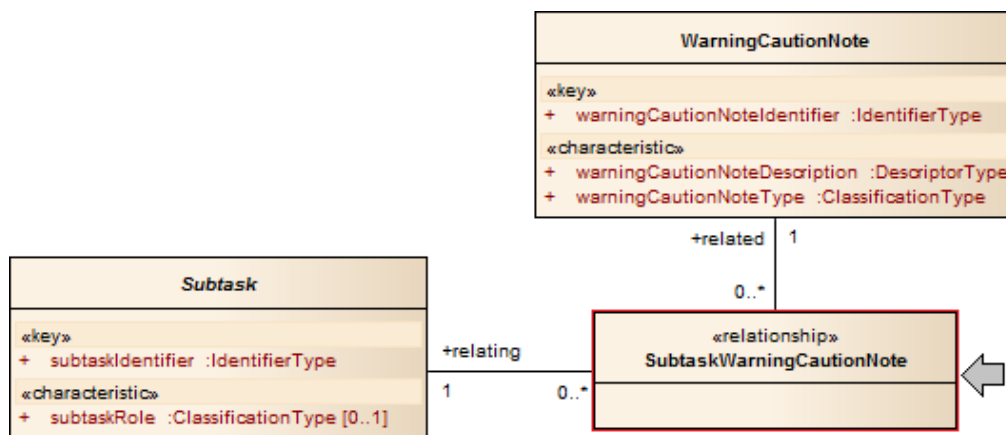 WarningCautionNote
«key»
+ warningCautionNoteIdentifier :IdentifierType
«characteristic»
+ warningCautionNoteDescription :DescriptorType
+ warningCautionNoteType :ClassificationType
+related 1
0..*
Subtask
«key»
+ subtaskIdentifier :IdentifierType
«characteristic»
+ subtaskRole :ClassificationType [0..1]
+relating
1 0..*
«relationship»
SubtaskWarningCautionNote